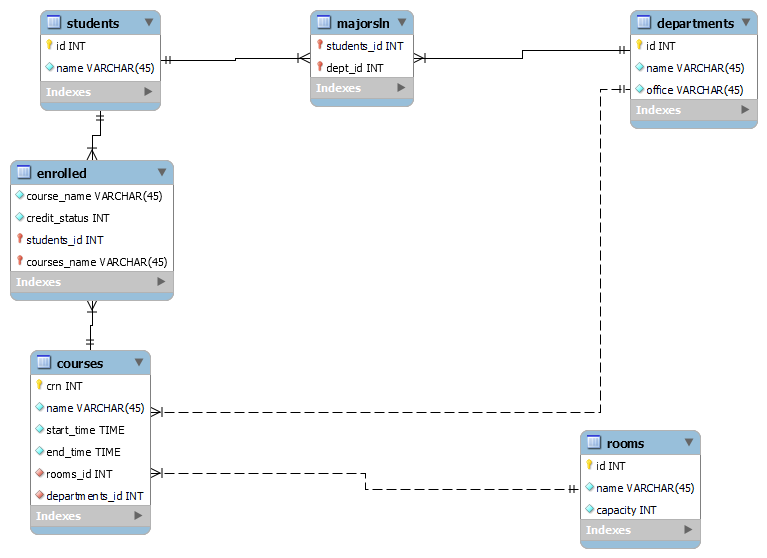 students
id INT
name VARCHAR(45)
Indexes
majorsIn
students_id INT
dept_id INT
Indexes
departments
id INT
name VARCHAR(45)
office VARCHAR(45)
Indexes
enrolled
course_name VARCHAR(45)
credit_status INT
students_id INT
courses_name VARCHAR(45)
Indexes
courses
crn INT
name VARCHAR(45)
start_time TIME
end_time TIME
rooms_id INT
departments_id INT
Indexes
rooms
id INT
name VARCHAR(45)
capacity INT
Indexes